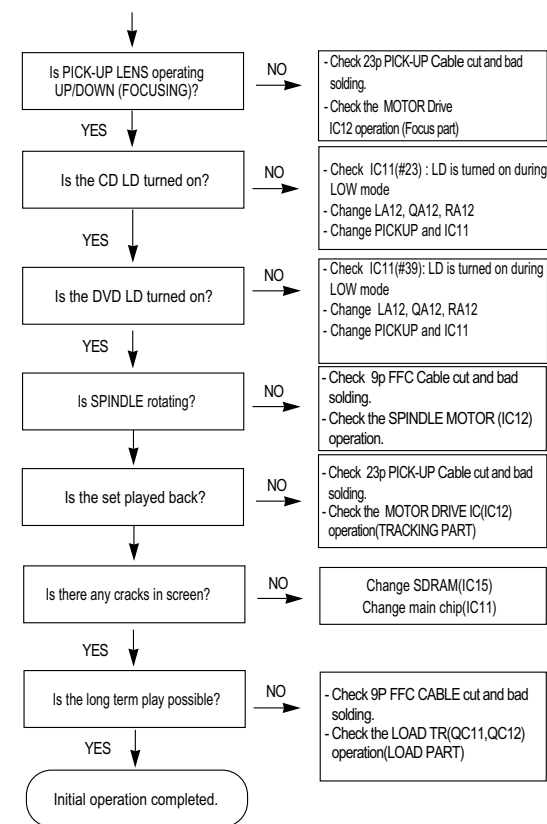 Is PICK-UP LENS operating
UP/DOWN (FOCUSING)?
NO
- Check 23p PICK-UP Cable cut and bad
solding.
- Check the MOTOR Drive
IC12 operation (Focus part)
YES
Is the CD LD turned on?
NO
- Check IC11(#23) : LD is turned on during
LOW mode
- Change LA12, QA12, RA12
- Change PICKUP and IC11
YES
Is the DVD LD turned on?
NO
- Check IC11(#39): LD is turned on during
LOW mode
- Change LA12, QA12, RA12
- Change PICKUP and IC11
YES
Is SPINDLE rotating?
NO
- Check 9p FFC Cable cut and bad
solding.
- Check the SPINDLE MOTOR (IC12)
operation.
Is the set played back?
NO
- Check 23p PICK-UP Cable cut and bad
solding.
- Check the MOTOR DRIVE IC(IC12)
operation(TRACKING PART)
Is there any cracks in screen?
NO
Change SDRAM(IC15)
Change main chip(IC11)
YES
Is the long term play possible?
NO
- Check 9P FFC CABLE cut and bad
solding.
- Check the LOAD TR(QC11,QC12)
operation(LOAD PART)
YES
Initial operation completed.